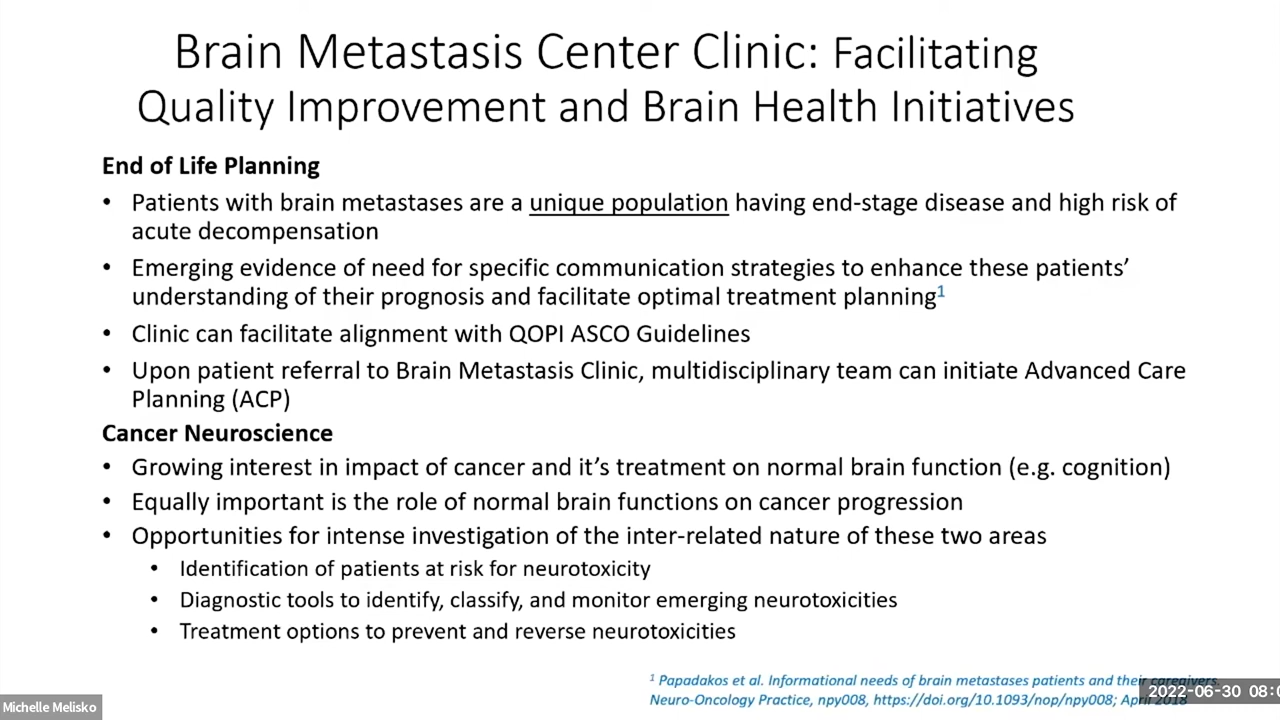 Brain Metastasis Center Clinic: Facilitating
Quality Improvement and Brain Health Initiatives
End of Life Planning
• Patients with brain metastases are a unique population having end-stage disease and high risk of
acute decompensation
• Emerging evidence of need for specific communication strategies to enhance these patients’
understanding of their prognosis and facilitate optimal treatment planning1
• Clinic can facilitate alignment with QOPI ASCO Guidelines
• Upon patient referral to Brain Metastasis Clinic, multidisciplinary team can initiate Advanced Care
Planning (ACP)
Cancer Neuroscience
• Growing interest in impact of cancer and it’s treatment on normal brain function (e.g. cognition)
• Equally important is the role of normal brain functions on cancer progression
• Opportunities for intense investigation of the inter-related nature of these two areas
• Identification of patients at risk for neurotoxicity
• Diagnostic tools to identify, classify, and monitor emerging neurotoxicities
• Treatment options to prevent and reverse neurotoxicities
1 Papadakos et al. Informational needs of brain metastases patients and their caregivers.
Neuro-Oncology Practice, npy008, https://doi.org/10.1093/nop/npy008; April 2018
2022-06-30 08:0
Michelle Melisko